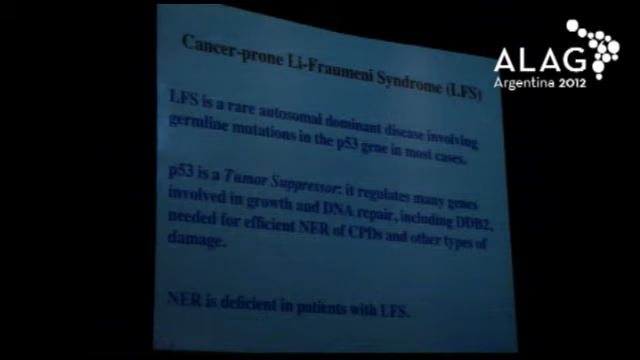 Cancer-prone Li-Fraumeni Syndrome (LFS)
ALAG
Argentina 2012
LFS is a rare autosomal dominant disease involving
germline mutations in the p53 gene in most cases.
p53 is a Tumor Suppressor: it regulates many genes
involved in growth and DNA repair, including DDB2,
needed for efficient NER of CPDs and other types of
damage.
NER is deficient in patients with LFS.